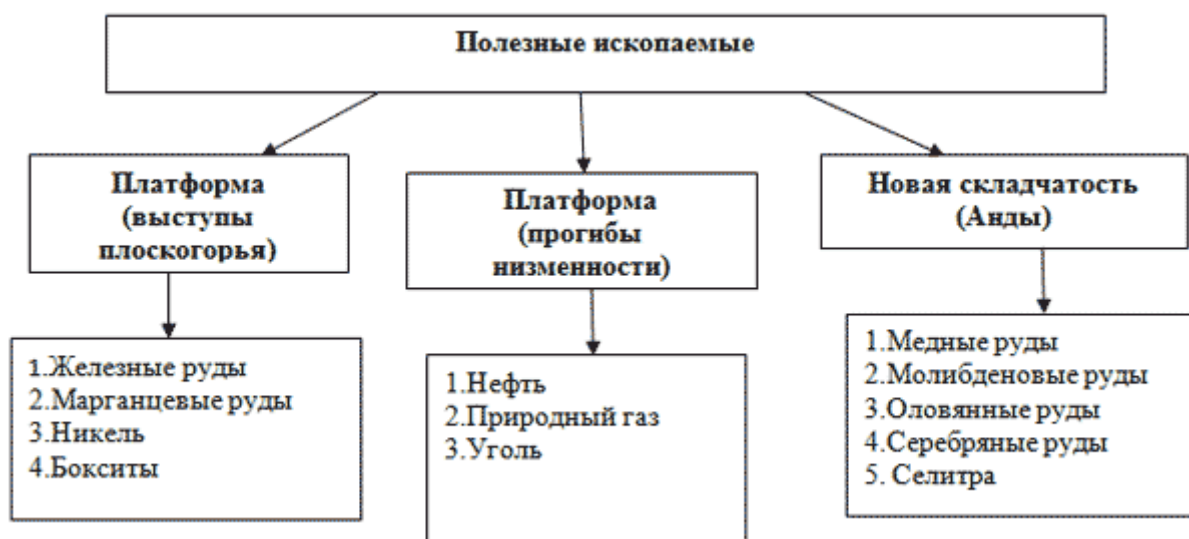 Полезные ископаемые
Платформа
(выступы
плоскогорья)
Платформа
(прогибы
низменности)
Новая складчатость
(Анды)
1.Железные руды
2.Марганцевые руды
3.Никель
4.Бокситы
1.Нефть
2.Природный газ
3.Уголь
1.Медные руды
2.Молибденовые руды
3.Оловянные руды
4.Серебряные руды
5. Селитра